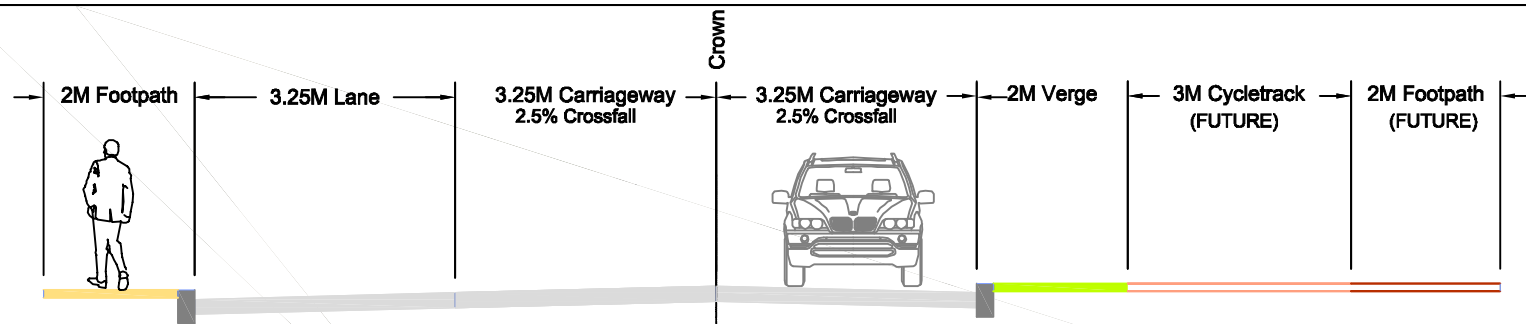 Crown
2M Footpath
3.25M Lane
3.25M Carriageway
2.5% Crossfall
3.25M Carriageway
2.5% Crossfall
2M Verge
3M Cycletrack
(FUTURE)
2M Footpath
(FUTURE)